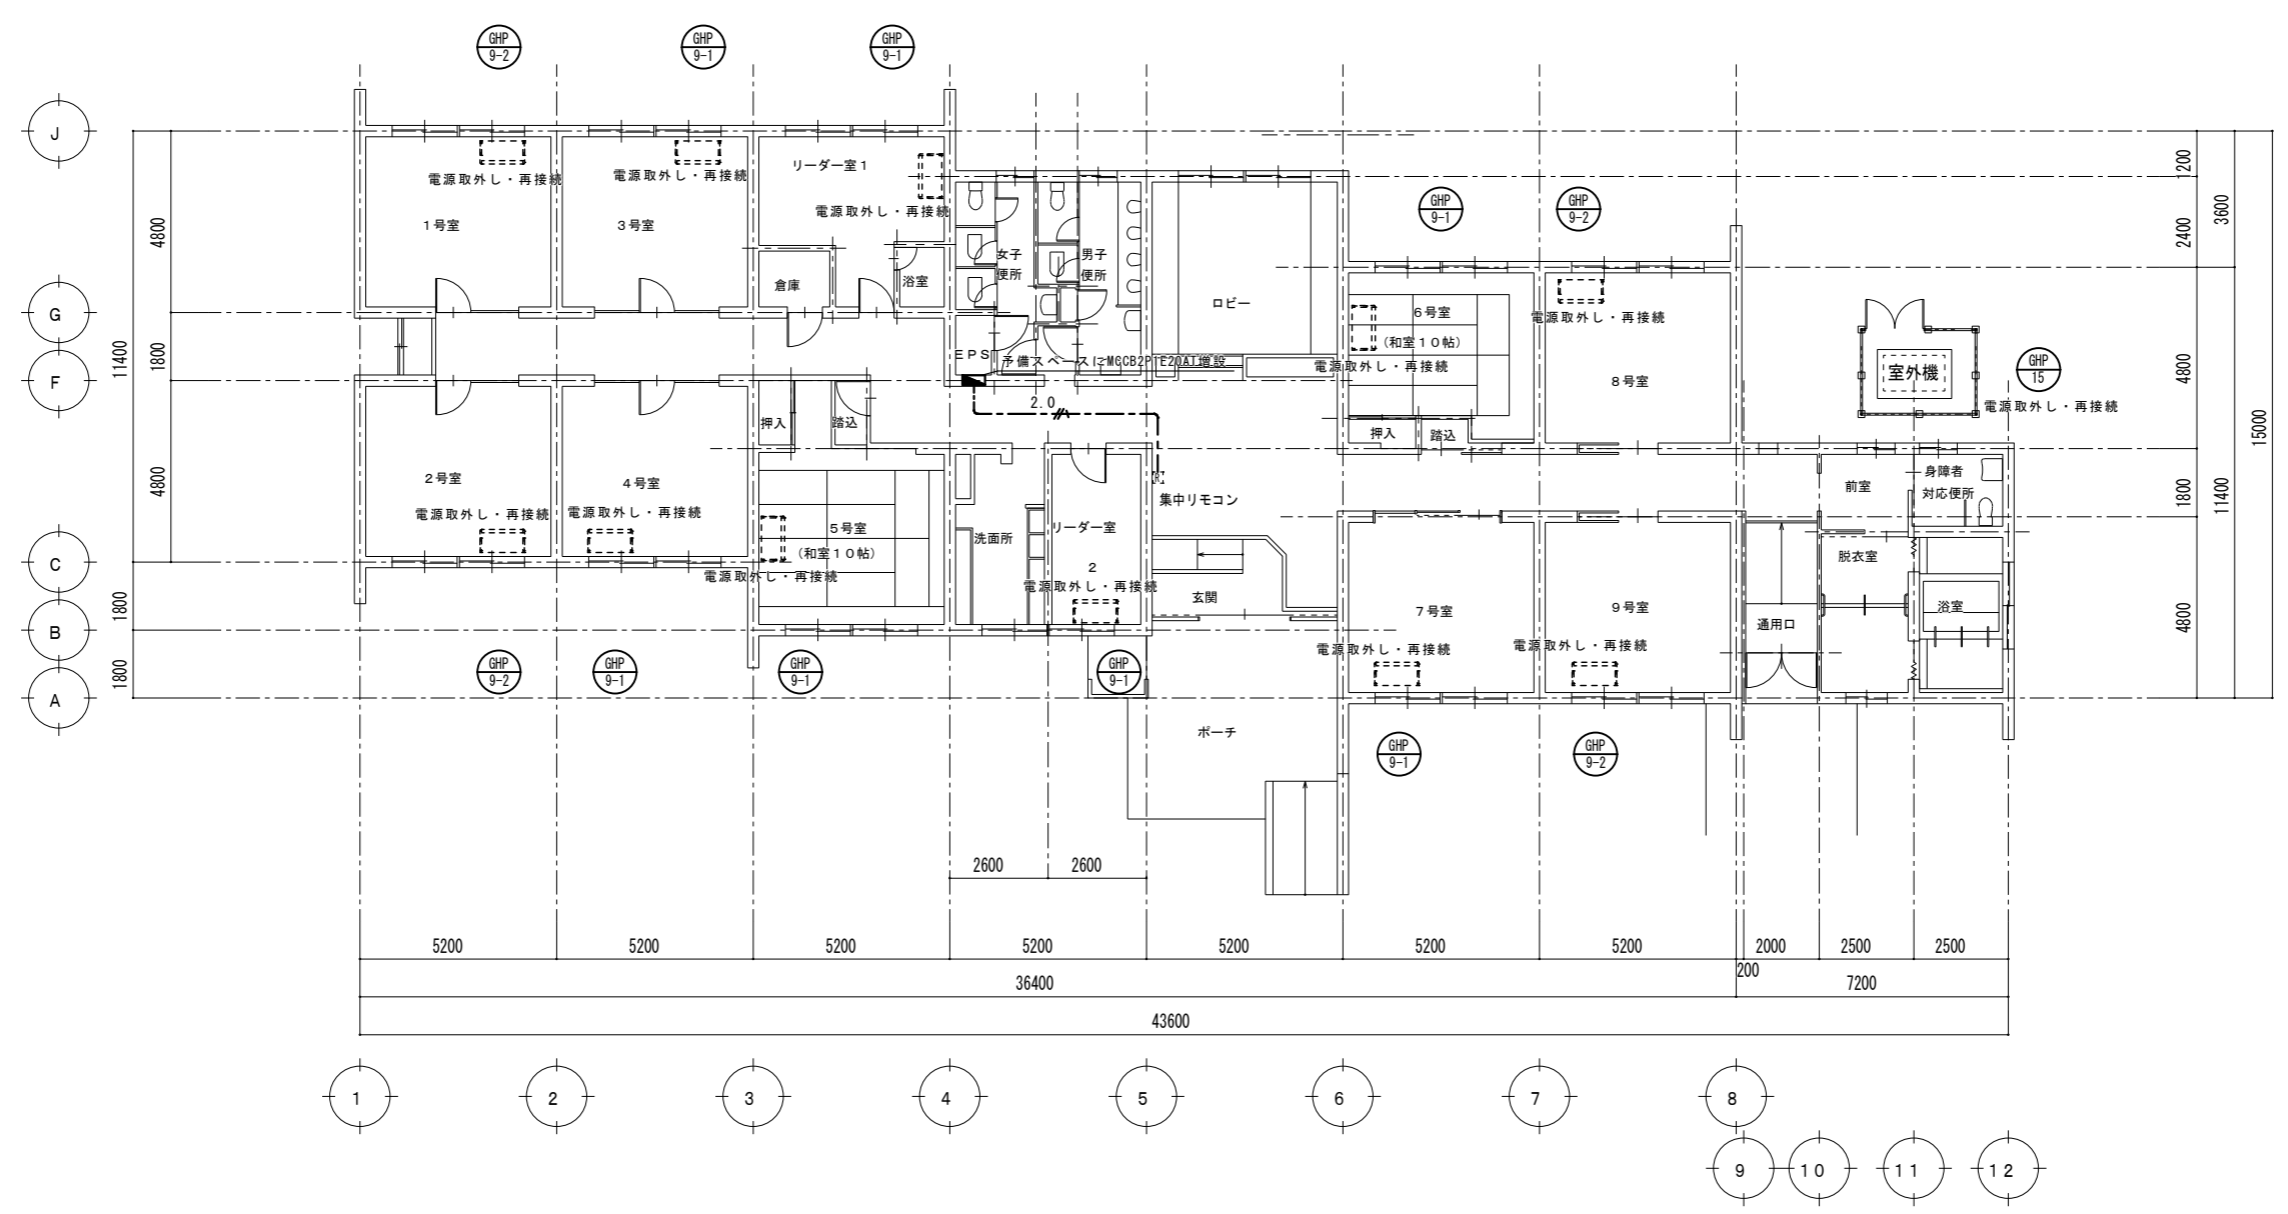 GHP
9-2
GHP
9-1
GHP
9-1
J
1200
リーダー室1
電源取外し・再接続
電源取外し・再接続
電源取外し・再接続
GHP
9-1
GHP
9-2
3600
1号室
3号室
4800
2400
女子
便所
男子
便所
倉庫
浴室
ロビー
G
6号室
(和室10帖)
電源取外し・再接続
電源取外し・再接続
11400
1800
EPS
予備スペースにMCCB2P1E20AT増設
8号室
室外機
GHP
15
4800
F
2.0
電源取外し・再接続
15000
押入
踏込
押入
踏込
2号室
4号室
4800
電源取外し・再接続
電源取外し・再接続
R
集中リモコン
前室
身障者
対応便所
1800
11400
5号室
(和室10帖)
リーダー室
2
洗面所
脱衣室
C
電源取外し・再接続
電源取外し・再接続
玄関
7号室
9号室
浴室
通用口
1800
4800
B
電源取外し・再接続
電源取外し・再接続
GHP
9-2
GHP
9-1
GHP
9-1
GHP
9-1
1800
A
ポーチ
GHP
9-1
GHP
9-2
2600
2600
5200
5200
5200
5200
5200
5200
5200
2000
2500
2500
200
36400
7200
43600
1
2
3
4
5
6
7
8
9
10
11
12